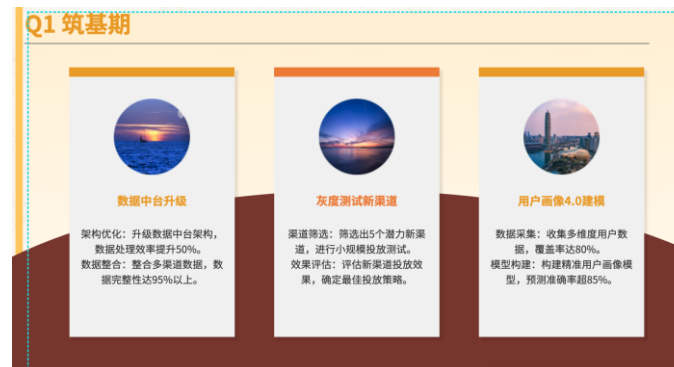 Q1 筑基期
数据中台升级
架构优化：升级数据中台架构，
数据处理效率提升50%。
数据整合：整合多渠道数据，数
据完整性达95%以上。
灰度测试新渠道
渠道筛选：筛选出5个潜力新渠
道，进行小规模投放测试。
效果评估：评估新渠道投放效
果，确定最佳投放策略。
用户画像4.0建模
数据采集：收集多维度用户数
据，覆盖率达80%。
模型构建：构建精准用户画像模
型，预测准确率超85%。